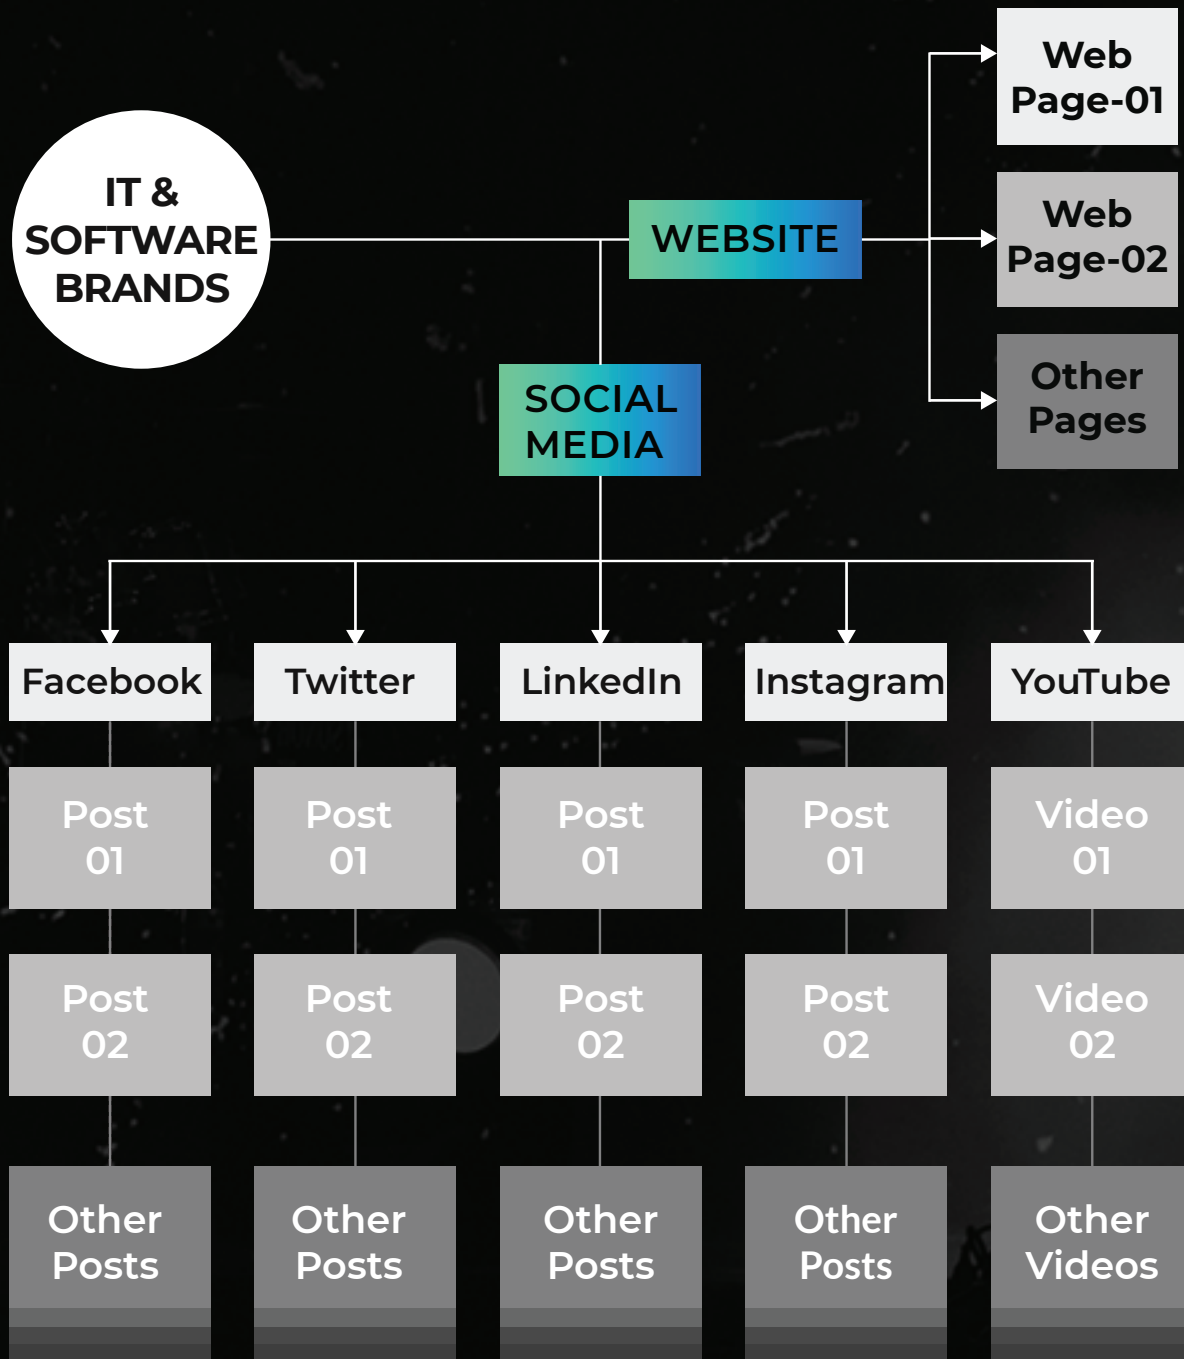 IT &
SOFTWARE
BRANDS
WEBSITE
Web
Page-01
Web
Page-02
Other
Pages
SOCIAL
MEDIA
Facebook
Twitter
LinkedIn
Instagram
YouTube
Post
01
Post
01
Post
01
Post
01
Video
01
Post
02
Post
02
Post
02
Post
02
Video
02
Other
Posts
Other
Posts
Other
Posts
Other
Posts
Other
Videos